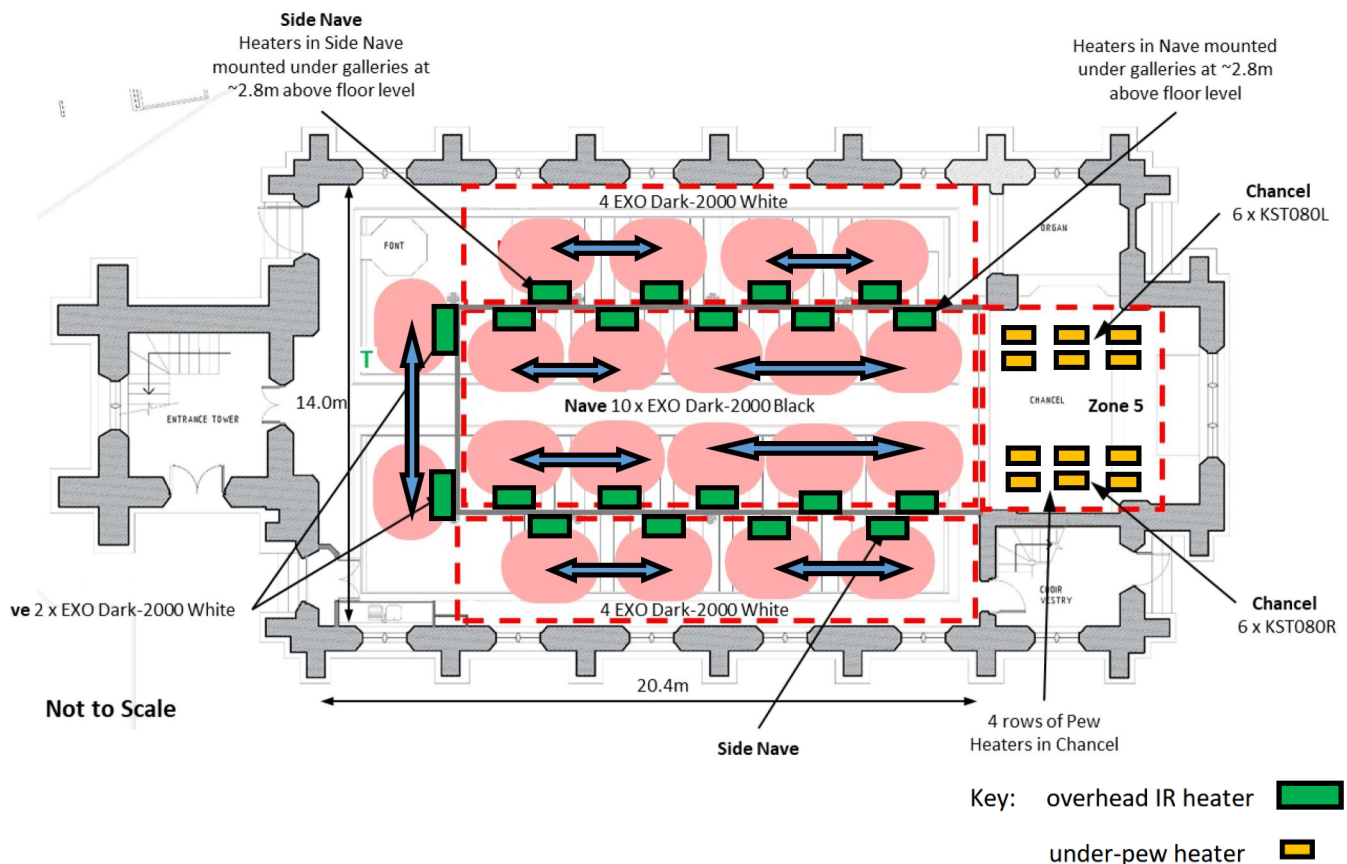 Side Nave
Heaters in Side Nave
mounted under galleries at
~2.8m above floor level
Heaters in Nave mounted
under galleries at ~2.8m
above floor level
4 EXO Dark-2000 White
Chancel
6 x KST080L
ORGAN
FONT
T
14.0m
ENTRANCE TOWER
Nave 10 x EXO Dark-2000 Black
CHANCEL
Zone 5
ve 2 x EXO Dark-2000 White
4 EXO Dark-2000 White
CHOIR
VESTRY
Chancel
6 x KST080R
20.4m
Not to Scale
Side Nave
4 rows of Pew
Heaters in Chancel
Key: overhead IR heater
under-pew heater